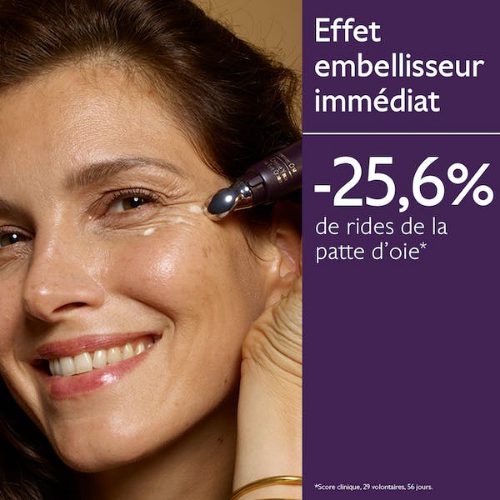 Effet
embellisseur
immédiat
-25,6%
de rides de la
patte d'oie*
*Score clinique, 29 volontaires, 56 jours.